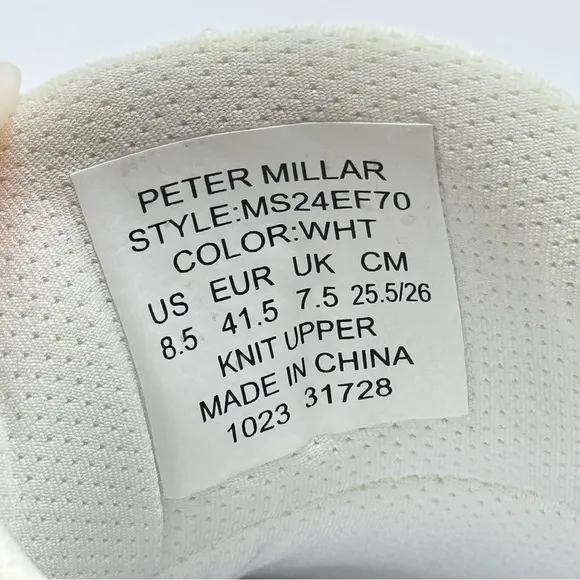 PETER MILLAR
STYLE:MS24EF70
COLOR:WHT
US EUR UK CM
8.5 41.5 7.5 25.5/26
KNIT UPPER
MADE IN CHINA
1023 31728